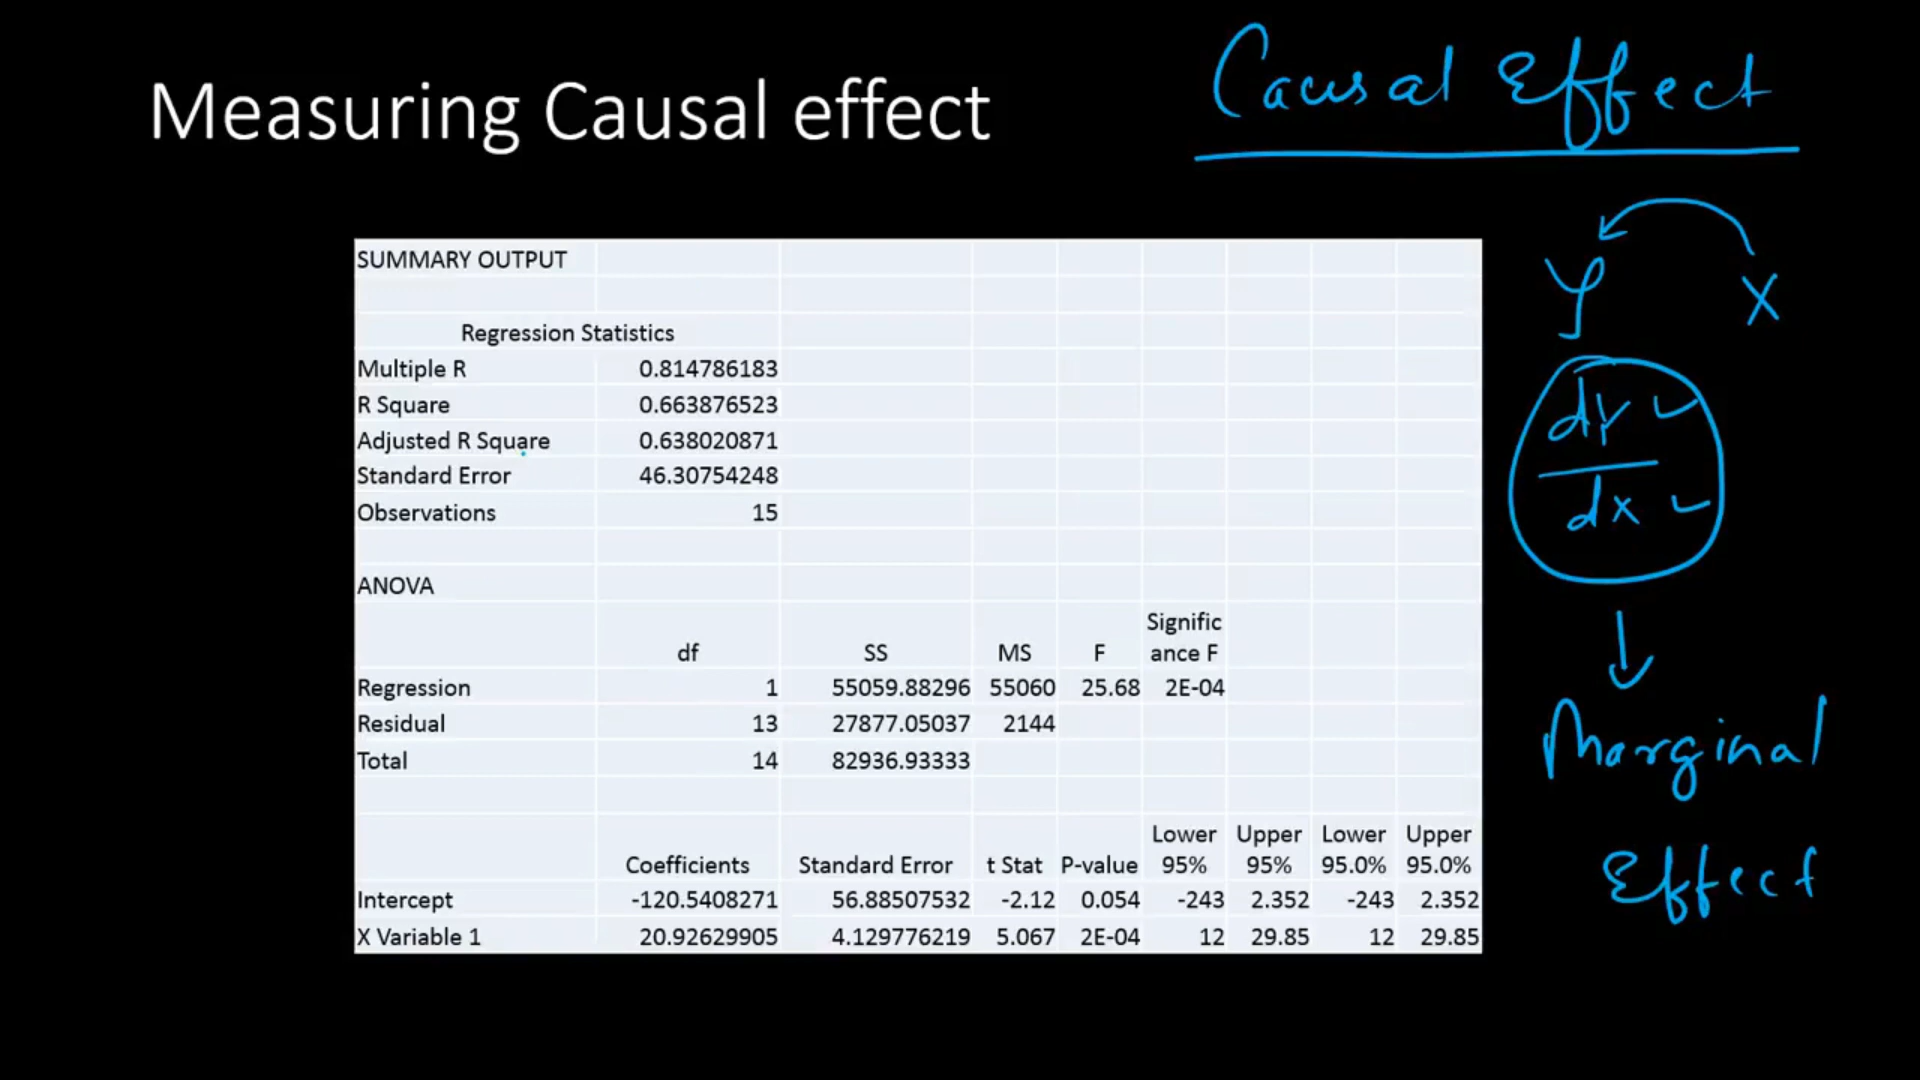 Measuring Causal effect
Causal Effect
Y X
dy
dx
Marginal
Effect
SUMMARY OUTPUT
Regression Statistics
Multiple R 0.814786183
R Square 0.663876523
Adjusted R Square 0.638020871
Standard Error 46.30754248
Observations 15
ANOVA
df SS MS F Signific ance F
Regression 1 55059.88296 55060 25.68 2E-04
Residual 13 27877.05037 2144
Total 14 82936.93333
Coefficients Standard Error t Stat P-value Lower 95% Upper 95% Lower 95.0% Upper 95.0%
Intercept -120.5408271 56.88507532 -2.12 0.054 -243 2.352 -243 2.352
X Variable 1 20.92629905 4.129776219 5.067 2E-04 12 29.85 12 29.85